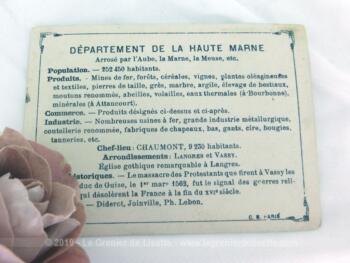 DÉPARTEMENT DE LA HAUTE MARNE
Arrosé par l'Aube, la Marne, la Meuse, etc.
Population. — 252 450 habitants.
Produits. - Mines de fer, forêts, céréales, vignes, plantes oléagineuses
et textiles, pierres de taille, grès, marbre, argile, élevage de bestiaux,
moutons renommés, abeilles, volailles, eaux thermales (à Bourbonne),
minérales (à Attancourt).
Commerce. — Produits désignés ci-dessus et ci-après.
Industrie. — Nombreuses usines à fer, grande industrie métallurgique,
coutellerie renommée, fabriques de chapeaux, bas, gants, cire, bougies,
tanneries, etc.
Chef-lieu : CHAUMONT, 9 250 habitants.
Arrondissements : LANGRES et VASSY.
Église gothique remarquable à Langres.
Historiques. — Le massacre des Protestants que firent à Vassy les
duc de Guise, le 1er mars 1562, fut le signal des guerres reli-
qui désolèrent la France à la fin du XVIe siècle.
— Diderot, Joinville, Ph. Lebon.
PARIS
©2019 - Le Grenier de Lisette - www.legrenierdelisette.com